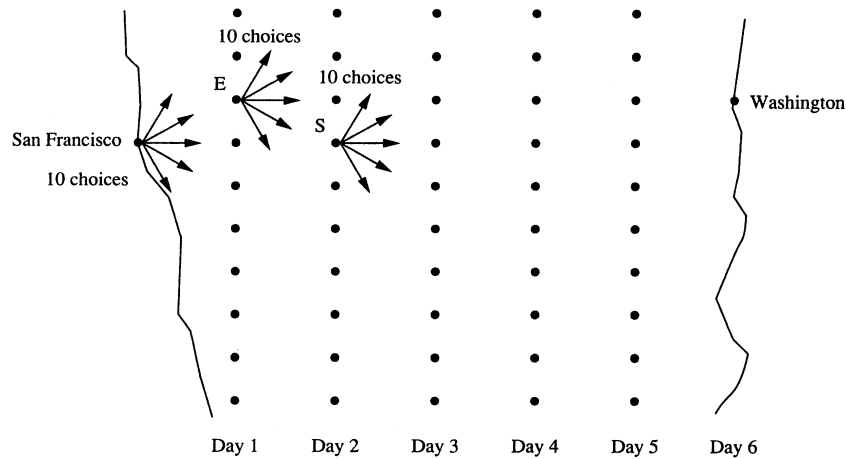 10 choices
E
10 choices
S
Washington
San Francisco
10 choices
Day 1 Day 2 Day 3 Day 4 Day 5 Day 6